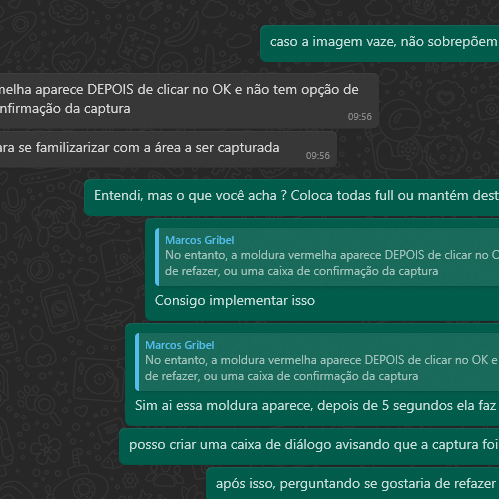 caso a imagem vaze, não sobrepõem
aparece DEPOIS de clicar no OK e não tem opção de
confirmação da captura
09:56
se familizarizar com a área a ser capturada
09:56
Entendi, mas o que você acha ? Coloca todas full ou mantém
Marcos Gribel
No entanto, a moldura vermelha aparece DEPOIS de clicar no
de refazer, ou uma caixa de confirmação da captura
Consigo implementar isso
Marcos Gribel
No entanto, a moldura vermelha aparece DEPOIS de clicar no OK e
de refazer, ou uma caixa de confirmação da captura
Sim ai essa moldura aparece, depois de 5 segundos ela faz
posso criar uma caixa de diálogo avisando que a captura foi
após isso, perguntando se gostaria de refazer